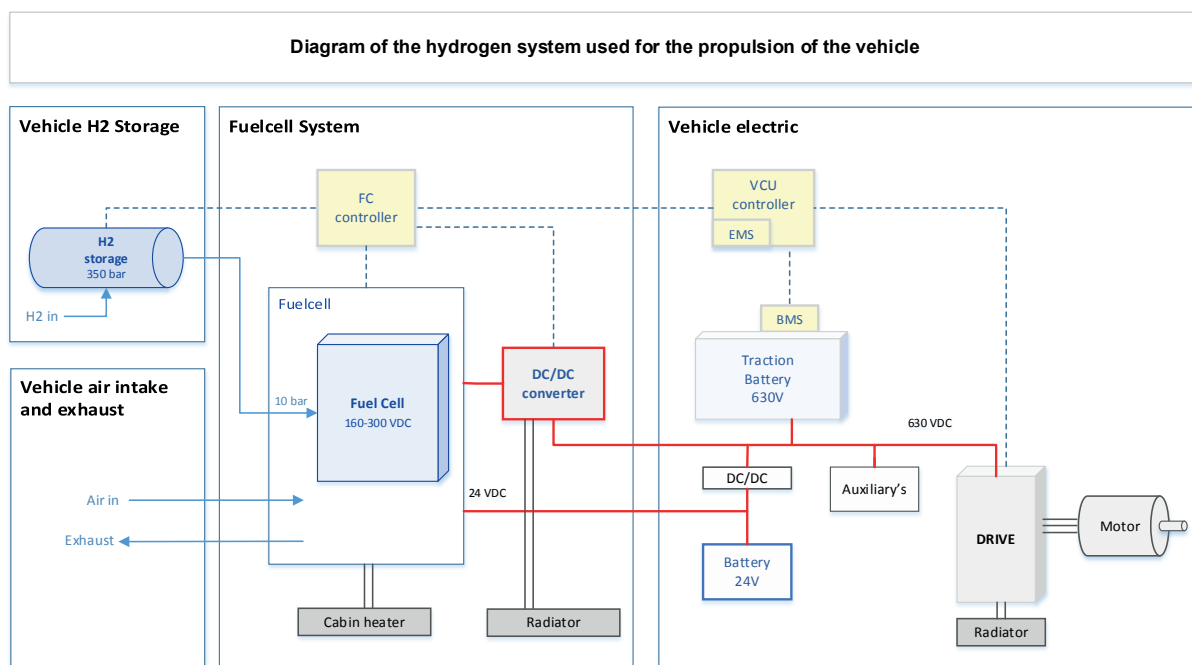 Diagram of the hydrogen system used for the propulsion of the vehicle
Vehicle H2 Storage
H2
storage
350 bar
H2 in
Vehicle air intake
and exhaust
Air in
Exhaust
Fuelcell System
FC
controller
Fuelcell
10 bar
Fuel Cell
160-300 VDC
DC/DC
converter
24 VDC
Cabin heater
Radiator
Vehicle electric
VCU
controller
EMS
BMS
Traction
Battery
630V
630 VDC
DC/DC
Auxiliary's
Battery
24V
DRIVE
Motor
Radiator